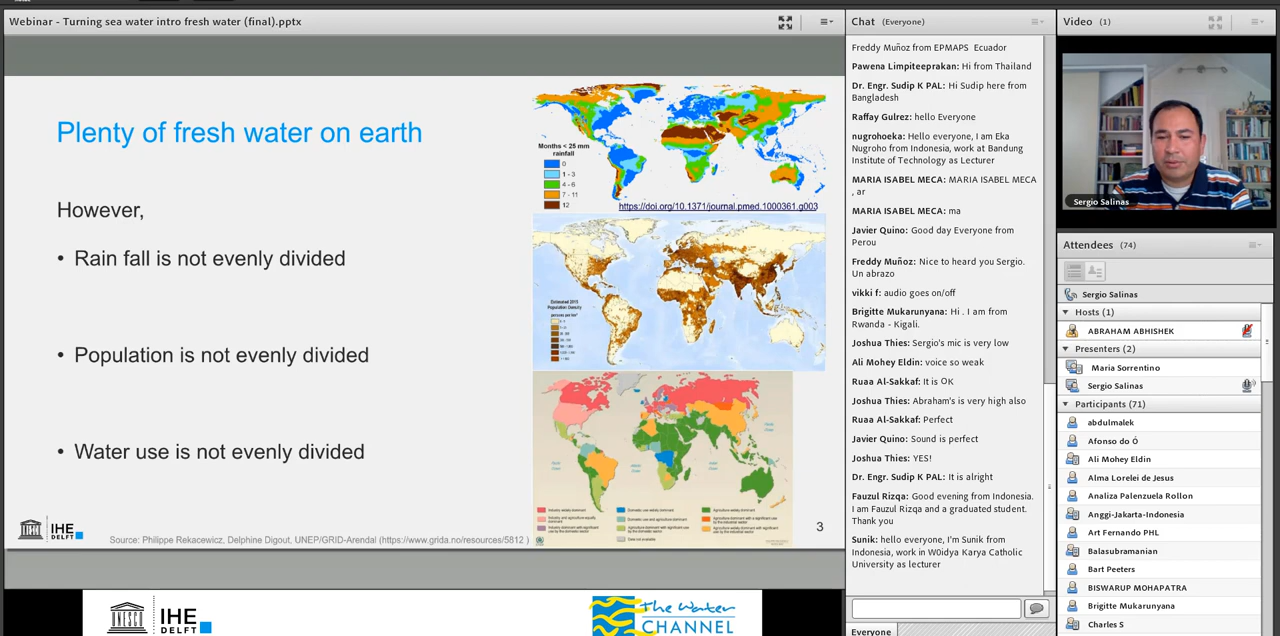 Webinar - Turning sea water intro fresh water (final).pptx
Plenty of fresh water on earth
However,
• Rain fall is not evenly divided
• Population is not evenly divided
• Water use is not evenly divided
Months < 25 mm
rainfall
0
1 - 3
4 - 6
7 - 11
12
https://doi.org/10.1371/journal.pmed.1000361.g003
Estimated 2015
Population Density
3
IHE
DELFT
Source: Philippe Rekacewicz, Delphine Digout, UNEP/GRID-Arendal (https://www.grida.no/resources/5812 )
UNESCO
IHE
DELFT
The Water
CHANNEL
Chat (Everyone)
Freddy Muñoz from EPMAPS Ecuador
Pawena Limpiteeprakan: Hi from Thailand
Dr. Engr. Sudip K PAL: Hi Sudip here from
Bangladesh
Raffay Gulrez: hello Everyone
nugrohoeka: Hello everyone, I am Eka
Nugroho from Indonesia, work at Bandung
Institute of Technology as Lecturer
MARIA ISABEL MECA: MARIA ISABEL MECA
, ar
MARIA ISABEL MECA: ma
Javier Quino: Good day Everyone from
Perou
Freddy Muñoz: Nice to heard you Sergio.
Un abrazo
vikki f: audio goes on/off
Brigitte Mukarunyana: Hi . I am from
Rwanda - Kigali.
Joshua Thies: Sergio's mic is very low
Ali Mohey Eldin: voice so weak
Ruaa Al-Sakkaf: It is OK
Joshua Thies: Abraham's is very high also
Ruaa Al-Sakkaf: Perfect
Javier Quino: Sound is perfect
Joshua Thies: YES!
Dr. Engr. Sudip K PAL: It is alright
Fauzul Rizqa: Good evening from Indonesia.
I am Fauzul Rizqa and a graduated student.
Thank you
Sunik: hello everyone, I'm Sunik from
Indonesia, work in W0idya Karya Catholic
University as lecturer
Everyone
Video (1)
Sergio Salinas
Attendees (74)
Sergio Salinas
Hosts (1)
ABRAHAM ABHISHEK
Presenters (2)
Maria Sorrentino
Sergio Salinas
Participants (71)
abdulmalek
Afonso do Ó
Ali Mohey Eldin
Alma Lorelei de Jesus
Analiza Palenzuela Rollon
Anggi-Jakarta-Indonesia
Art Fernando PHL
Balasubramanian
Bart Peeters
BISWARUP MOHAPATRA
Brigitte Mukarunyana
Charles S